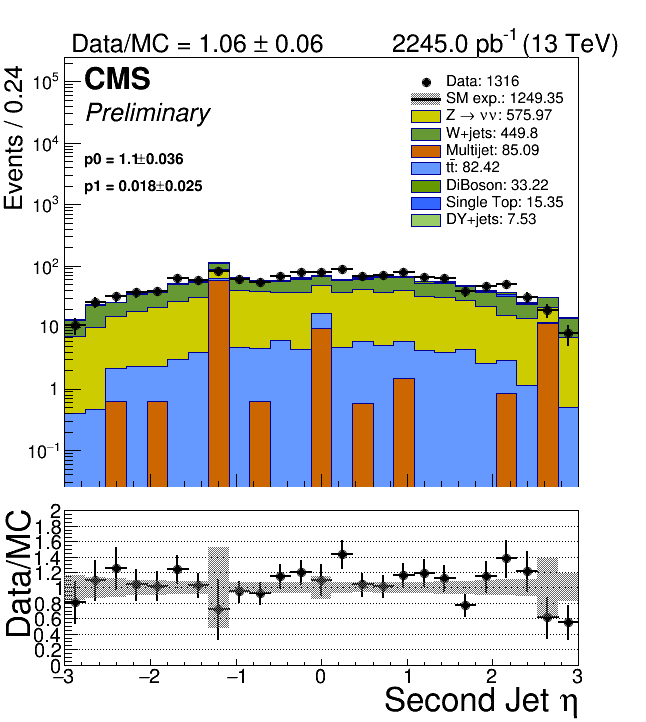 Data/MC = 1.06 ± 0.06 2245.0 pb⁻¹ (13 TeV)
CMS
Preliminary
p0 = 1.1±0.036
p1 = 0.018±0.025
Data: 1316
SM exp.: 1249.35
Z → νν: 575.97
W+jets: 449.8
Multijet: 85.09
tt̄: 82.42
DiBoson: 33.22
Single Top: 15.35
DY+jets: 7.53
Events / 0.24
10⁵
10⁴
10³
10²
10
1
10⁻¹
Data/MC
2
1.8
1.6
1.4
1.2
1
0.8
0.6
0.4
0.2
0
−3 −2 −1 0 1 2 3
Second Jet η